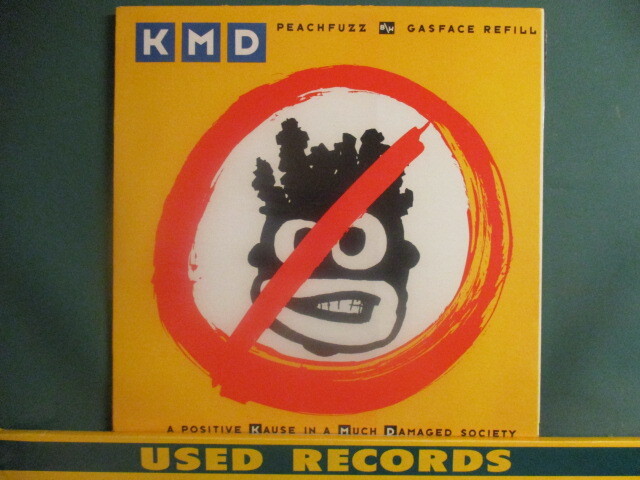 KMD PEACHFUZZ B/W GASFACE REFILL
A POSITIVE KAUSE IN A MUCH DAMAGED SOCIETY
USED RECORDS